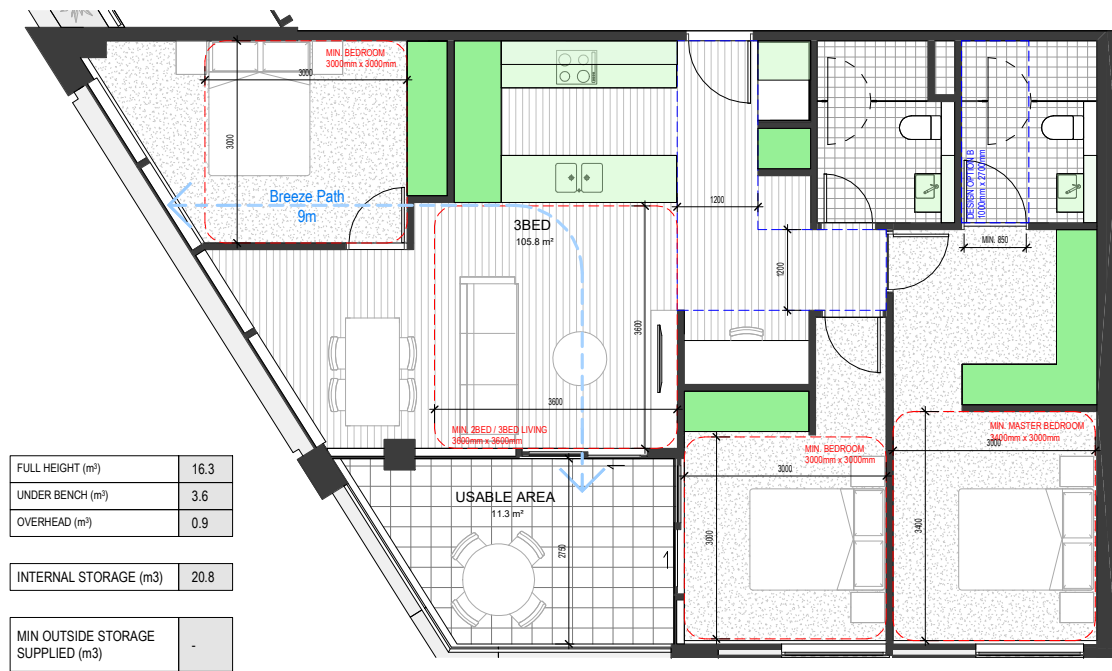 MIN. BEDROOM
3000mm x 3000mm
3000
3000
Breeze Path
9m
3BED
105.8 m²
1200
1200
DESIGN OPTION B
1000mm x 2700mm
MIN. 850
3600
3600
MIN. 2BED / 3BED LIVING
3600mm x 3600mm
MIN. BEDROOM
3000mm x 3000mm
3000
3000
MIN. MASTER BEDROOM
3400mm x 3000mm
3000
3400
USABLE AREA
11.3 m²
2750
FULL HEIGHT (m³) 16.3
UNDER BENCH (m³) 3.6
OVERHEAD (m³) 0.9
INTERNAL STORAGE (m3) 20.8
MIN OUTSIDE STORAGE
SUPPLIED (m3) -